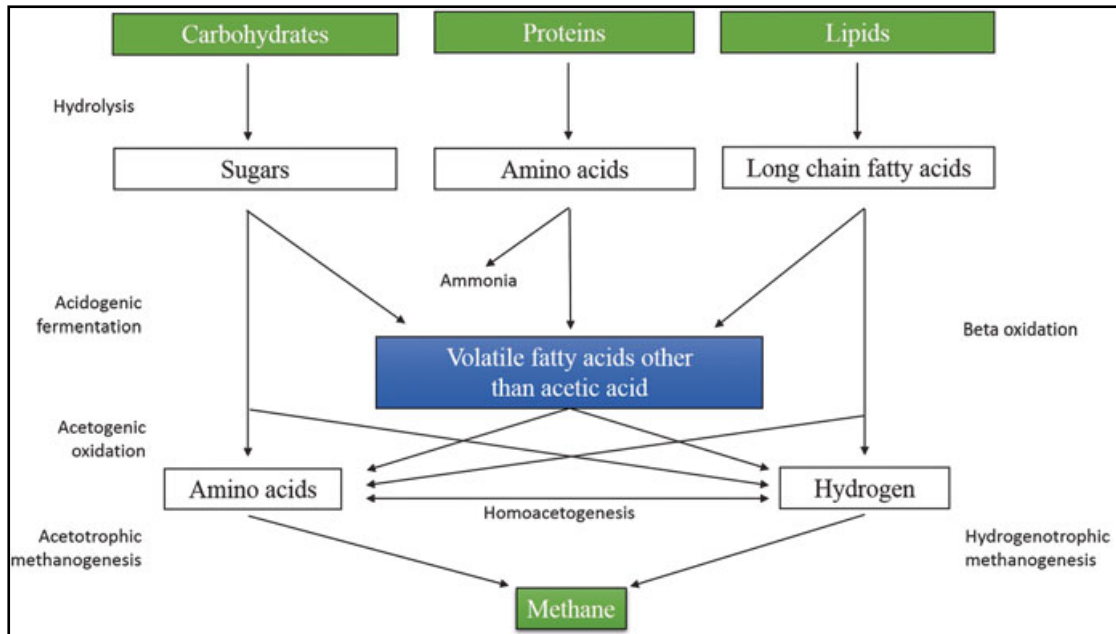 Carbohydrates
Proteins
Lipids
Hydrolysis
Sugars
Amino acids
Long chain fatty acids
Ammonia
Acidogenic
fermentation
Beta oxidation
Volatile fatty acids other
than acetic acid
Acetogenic
oxidation
Amino acids
Hydrogen
Homoacetogenesis
Acetotrophic
methanogenesis
Hydrogenotrophic
methanogenesis
Methane